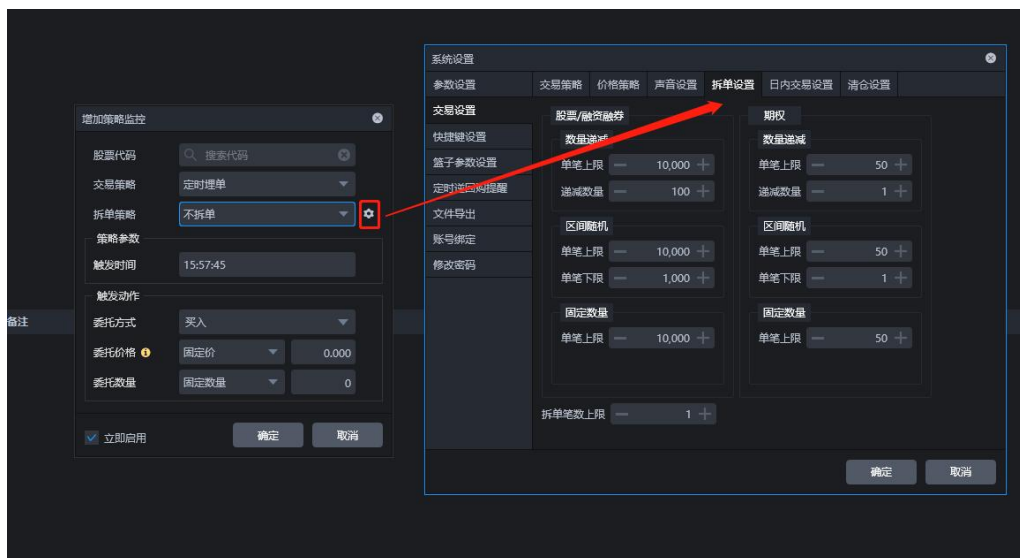 备注
增加策略监控
股票代码 搜索代码
交易策略 定时埋单
拆单策略 不拆单
策略参数
触发时间 15:57:45
触发动作
委托方式 买入
委托价格 固定价 0.000
委托数量 固定数量 0
立即启用 确定 取消
系统设置
参数设置
交易设置
快捷键设置
篮子参数设置
定时逆回购提醒
文件导出
账号绑定
修改密码
交易策略 价格策略 声音设置 拆单设置 日内交易设置 清仓设置
股票/融资融券
数量递减
单笔上限 10,000
递减数量 100
区间随机
单笔上限 10,000
单笔下限 1,000
固定数量
单笔上限 10,000
期权
数量递减
单笔上限 50
递减数量 1
区间随机
单笔上限 50
单笔下限 1
固定数量
单笔上限 50
拆单笔数上限 1
确定 取消